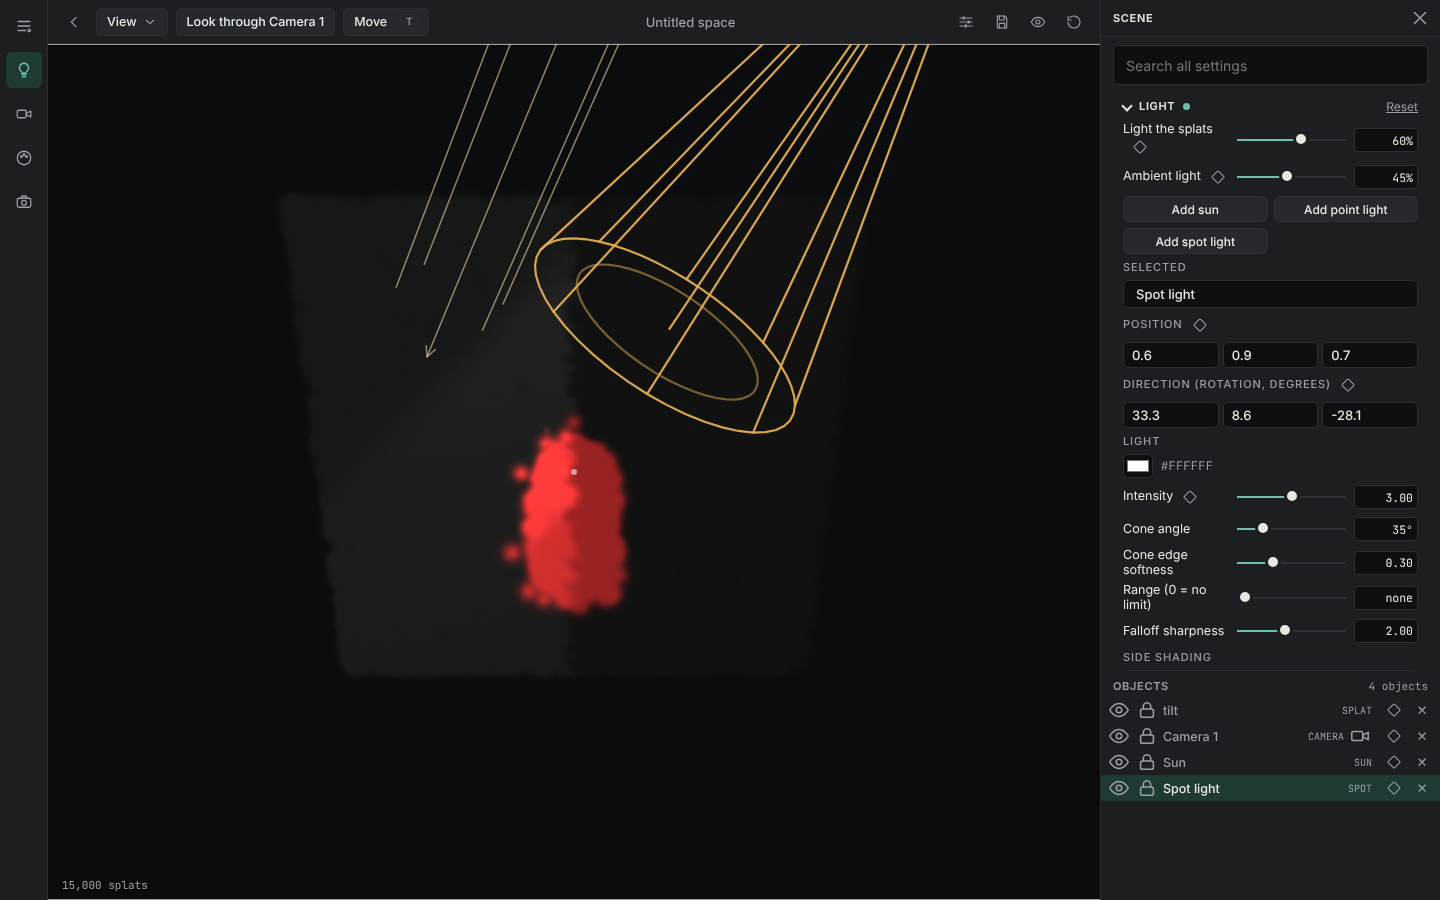 View
Look through Camera 1
Move T
Untitled space
SCENE
Search all settings
LIGHT
Reset
Light the splats
60%
Ambient light
45%
Add sun
Add point light
Add spot light
SELECTED
Spot light
POSITION
0.6
0.9
0.7
DIRECTION (ROTATION, DEGREES)
33.3
8.6
-28.1
LIGHT
#FFFFFF
Intensity
3.00
Cone angle
35°
Cone edge
softness
0.30
Range (0 = no
limit)
none
Falloff sharpness
2.00
SIDE SHADING
OBJECTS
4 objects
tilt
SPLAT
Camera 1
CAMERA
Sun
SUN
Spot light
SPOT
15,000 splats